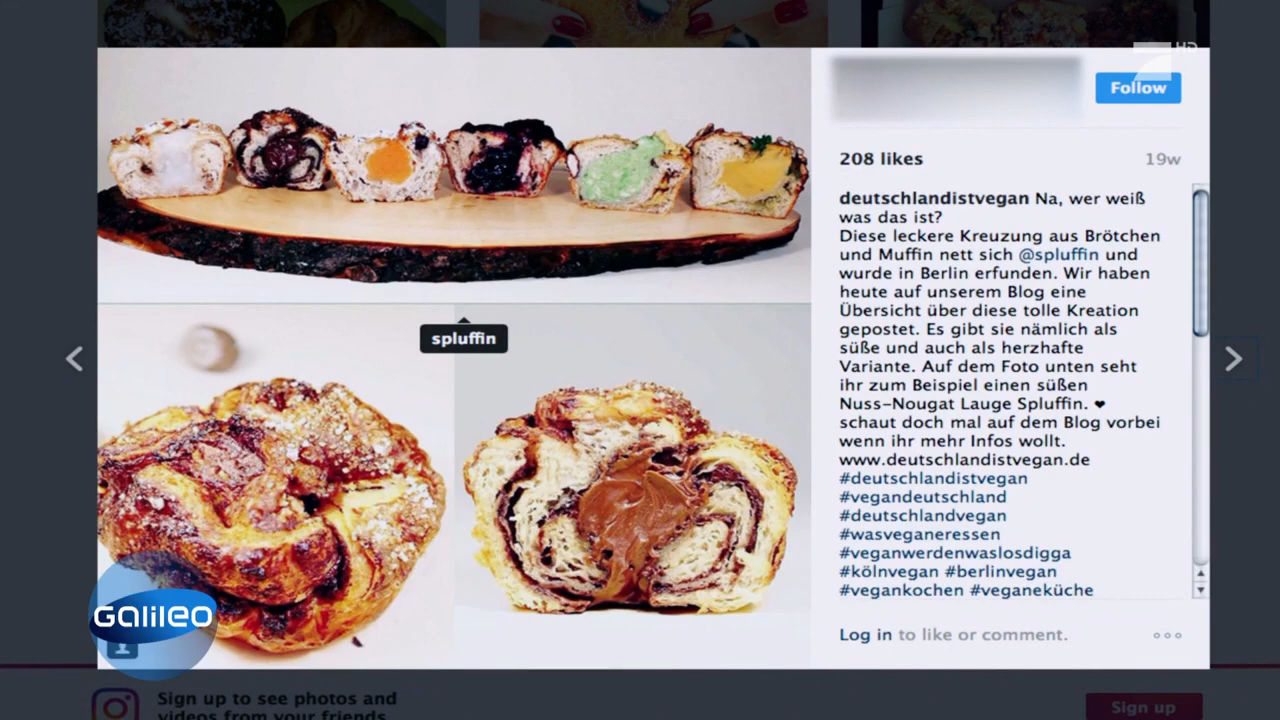 HD
Follow
208 likes
19w
deutschlandistvegan Na, wer weiß
was das ist?
Diese leckere Kreuzung aus Brötchen
und Muffin nett sich @spluffin und
wurde in Berlin erfunden. Wir haben
heute auf unserem Blog eine
Übersicht über diese tolle Kreation
gepostet. Es gibt sie nämlich als
süße und auch als herzhafte
Variante. Auf dem Foto unten seht
ihr zum Beispiel einen süßen
Nuss-Nougat Lauge Spluffin. ❤
schaut doch mal auf dem Blog vorbei
wenn ihr mehr Infos wollt.
www.deutschlandistvegan.de
#deutschlandistvegan
#vegandeutschland
#deutschlandvegan
#wasveganeressen
#veganwerdenwaslosdigga
#kölnvegan #berlinvegan
#vegankochen #veganeküche
spluffin
Galileo
Log in to like or comment.
Sign up to see photos and
videos from your friends
Sign up